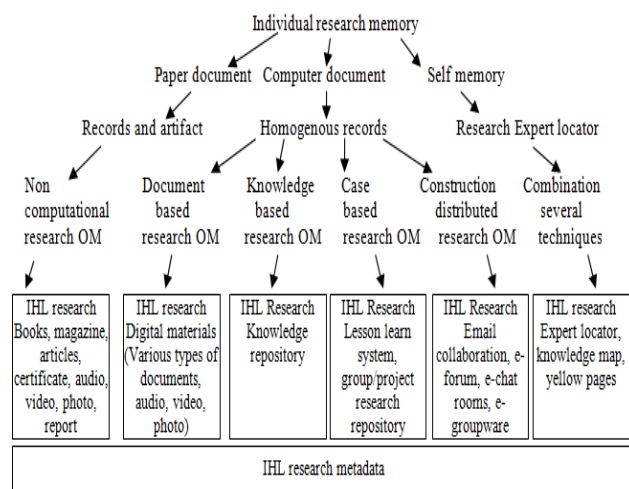 Individual research memory
Paper document
Computer document
Self memory
Records and artifact
Homogenous records
Research Expert locator
Non
computational
research OM
Document
based
research OM
Knowledge
based
research OM
Case
based
research OM
Construction
distributed
research OM
Combination
several
techniques
IHL research
Books, magazine,
articles,
certificate, audio,
video, photo,
report
IHL research
Digital materials
(Various types of
documents,
audio, video,
photo)
IHL Research
Knowledge
repository
IHL Research
Lesson learn
system,
group/project
research
repository
IHL Research
Email
collaboration, e-
forum, e-chat
rooms, e-
groupware
IHL research
Expert locator,
knowledge map,
yellow pages
IHL research metadata